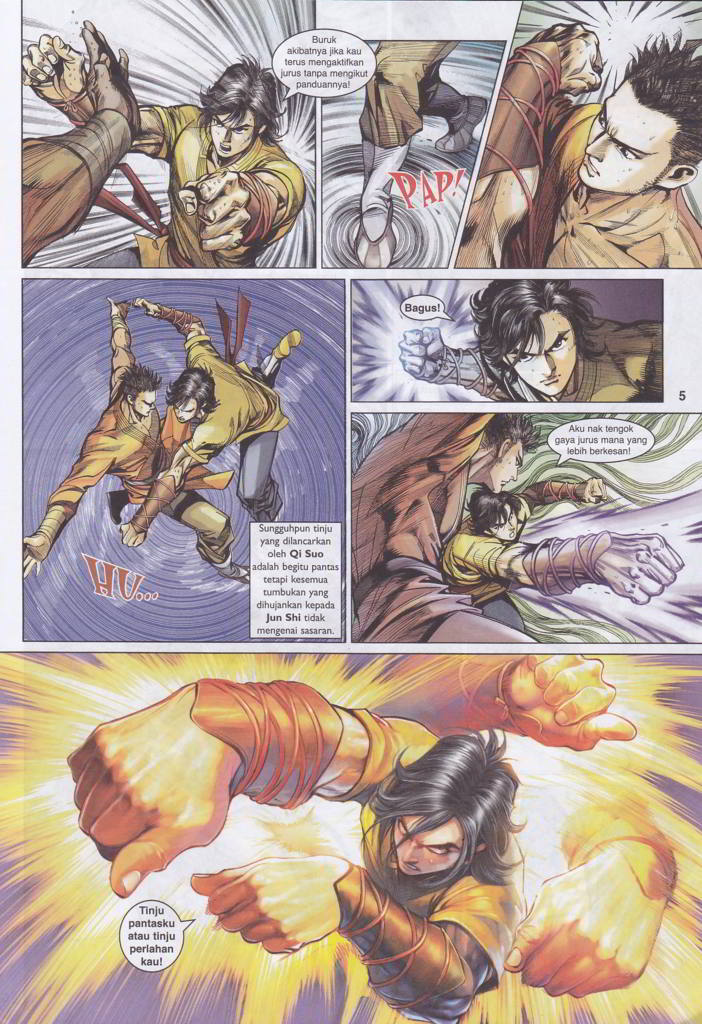 Buruk
akibatnya jika kau
terus mengaktifkan
jurus tanpa mengikut
panduannya!
PAP!
Bagus!
5
Aku nak tengok
gaya jurus mana yang
lebih berkesan!
HU...
Sungguhpun tinju
yang dilancarkan
oleh Qi Suo
adalah begitu pantas
tetapi kesemua
tumbukan yang
dihujankan kepada
Jun Shi tidak
mengenai sasaran.
Tinju
pantasku
atau tinju
perlahan
kau!